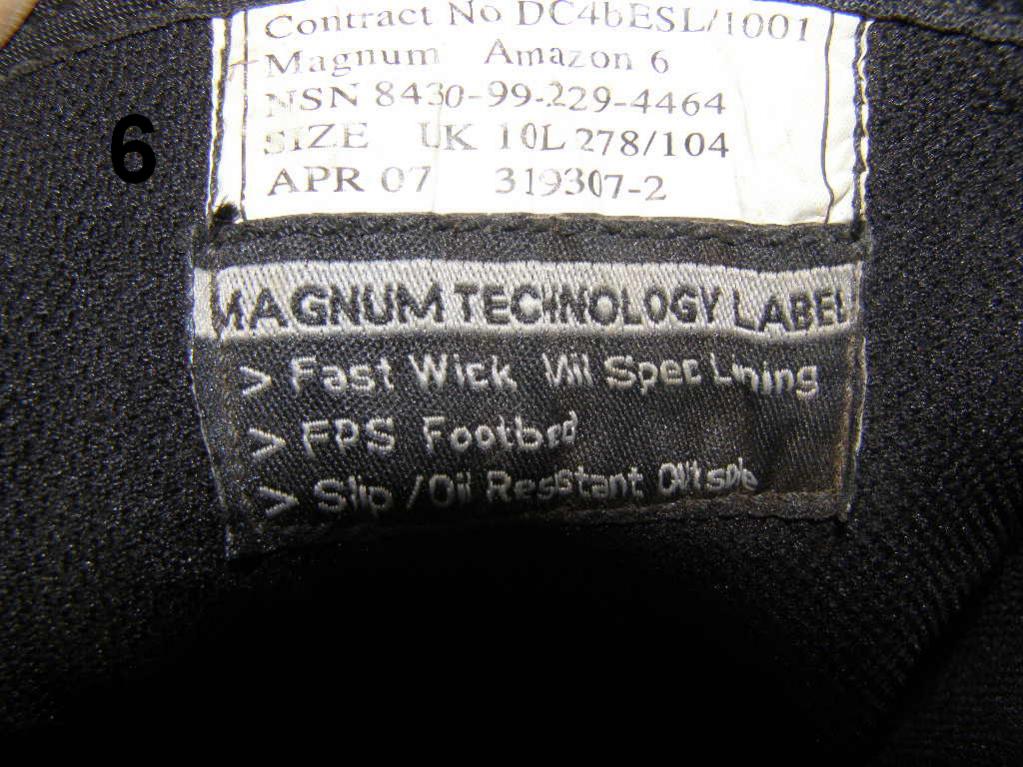 Contract No DC4bESL/1001
Magnum Amazon 6
NSN 8430-99-229-4464
SIZE UK 10L 278/104
APR 07 319307-2
6
MAGNUM TECHNOLOGY LABEL
> Fast Wick Mil Spec Lining
> FPS Footbed
> Slip /Oil Resistant Outsole